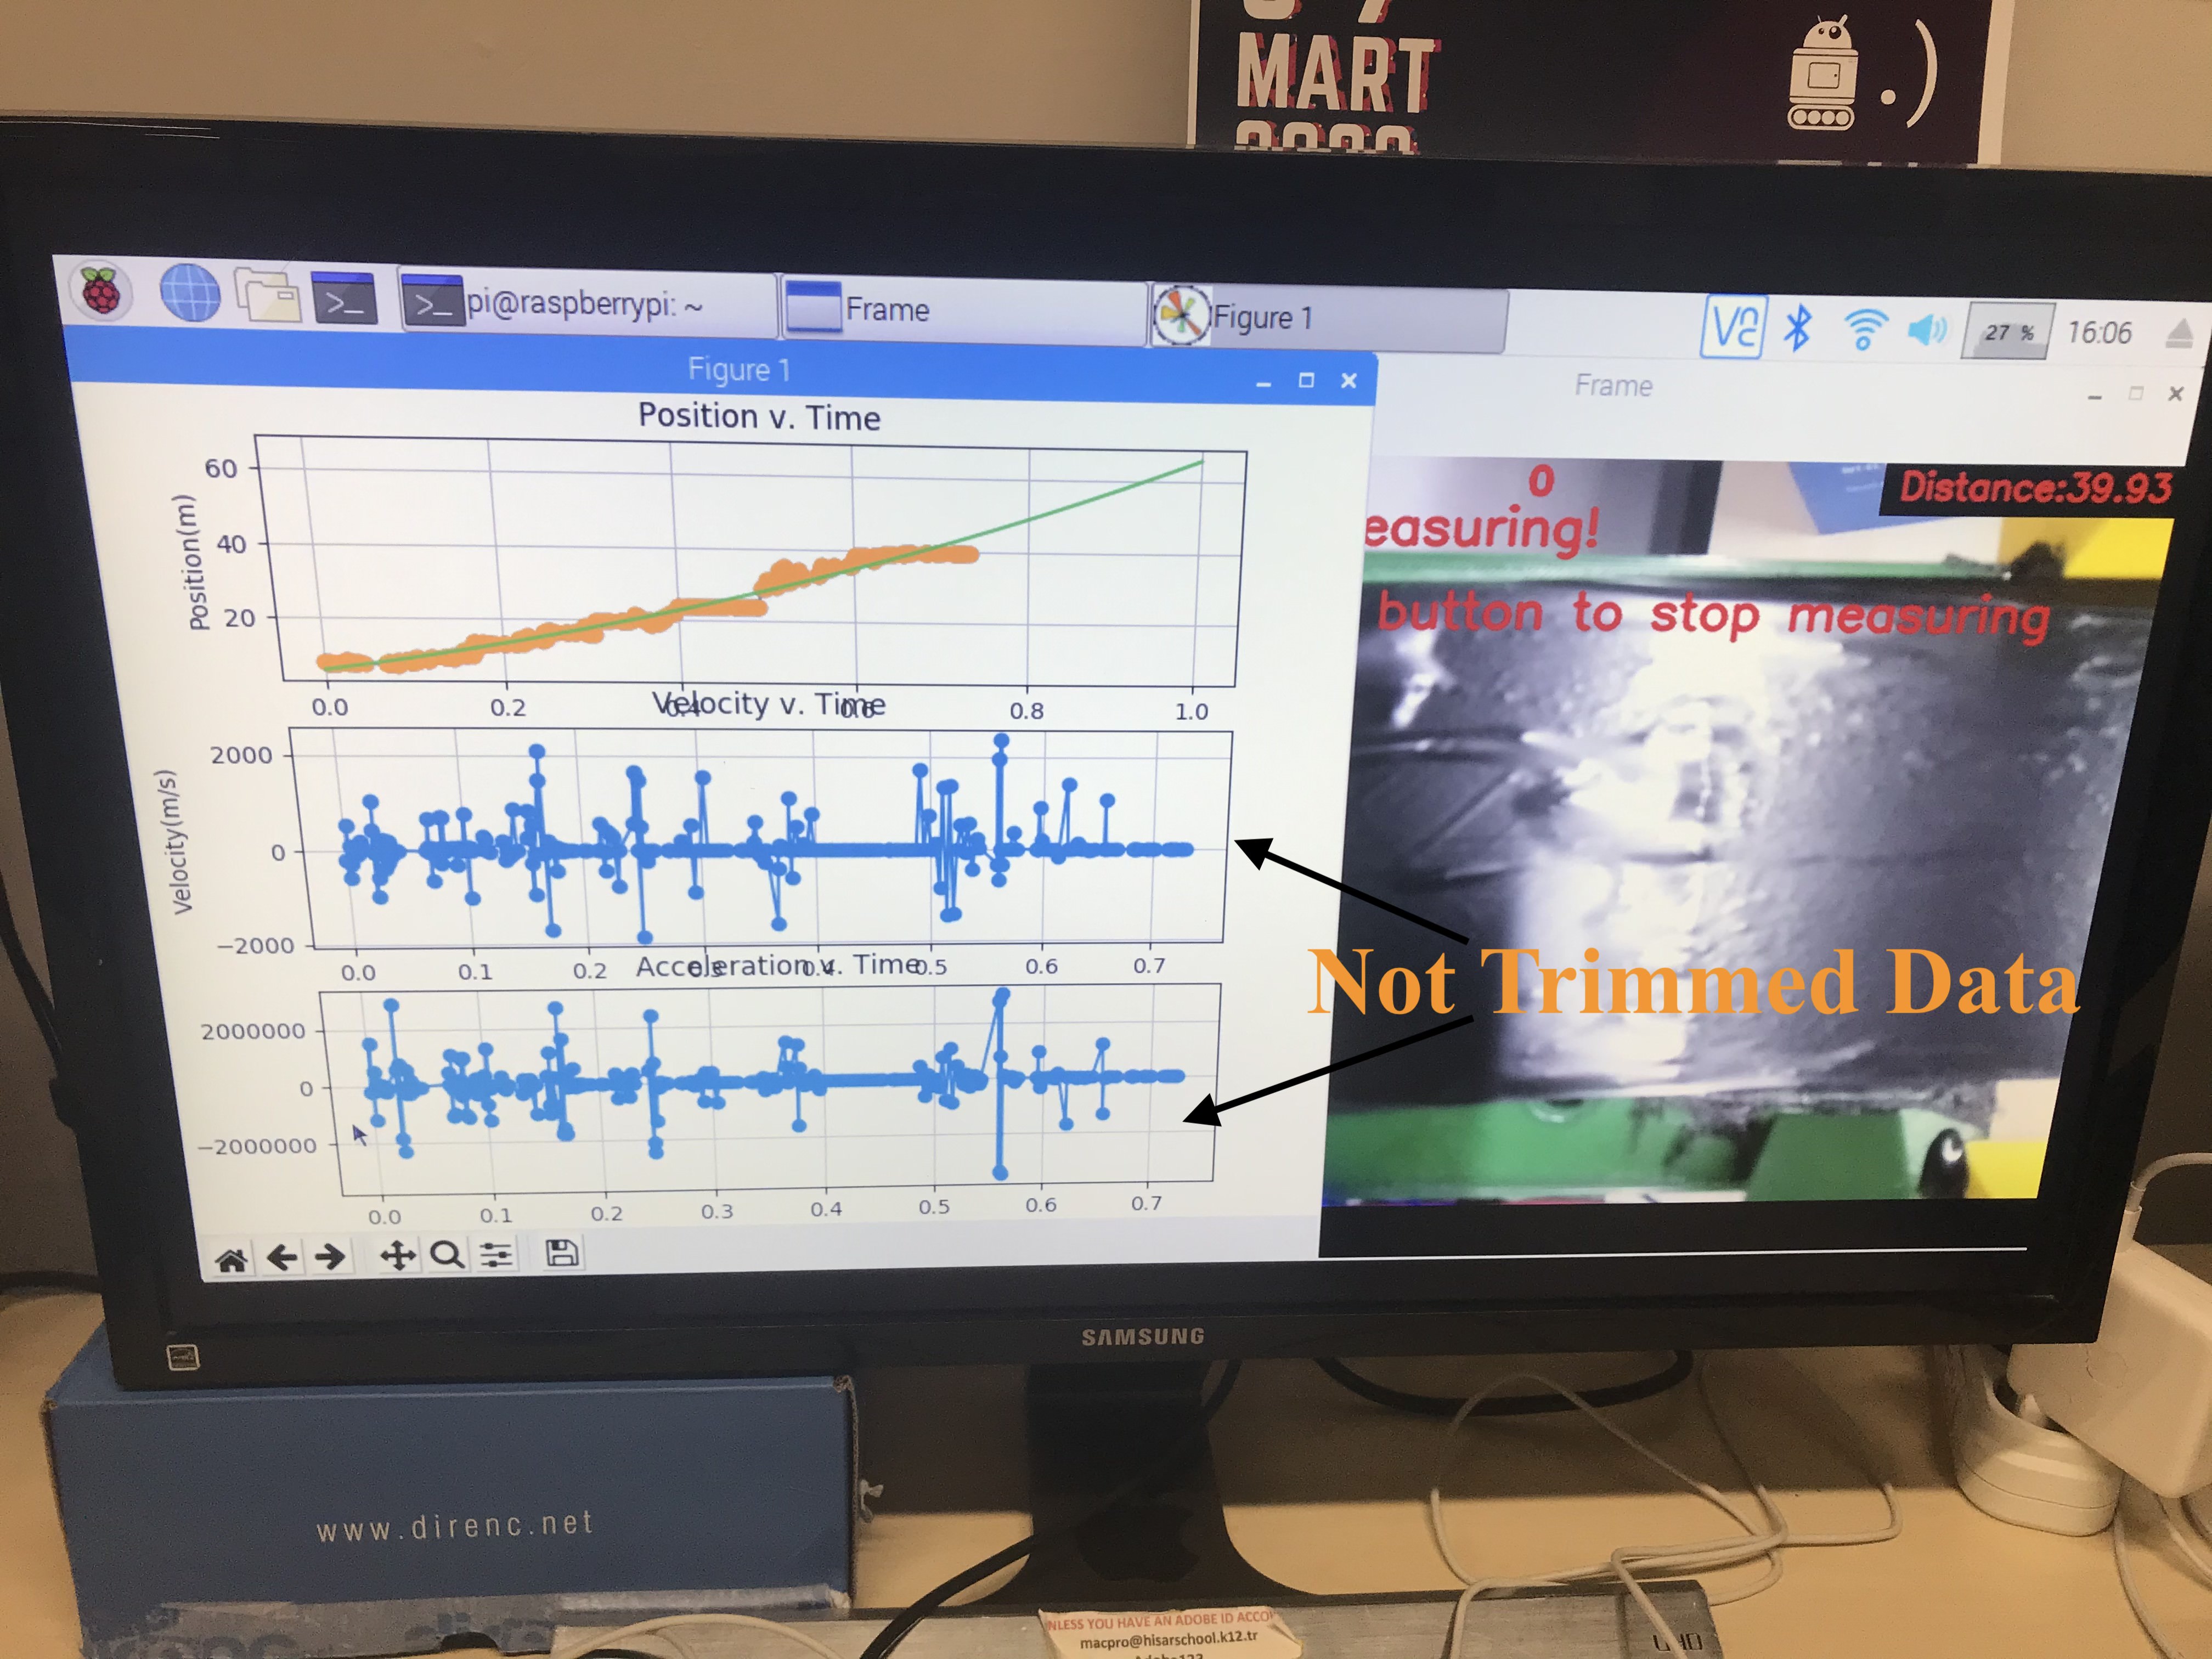 MART
pi@raspberrypi: ~
Frame
Figure 1
27 %
16:06
Figure 1
Frame
Position v. Time
Position(m)
60
40
20
0.0 0.2 0.4 0.6 0.8 1.0
Velocity v. Time
Velocity(m/s)
2000
0
−2000
0.0 0.1 0.2 0.3 0.4 0.5 0.6 0.7
Acceleration v. Time
2000000
0
−2000000
0.0 0.1 0.2 0.3 0.4 0.5 0.6 0.7
0
Distance:39.93
easuring!
button to stop measuring
Not Trimmed Data
SAMSUNG
www.direnc.net
NLESS YOU HAVE AN ADOBE ID ACCO
macpro@hisarschool.k12.tr